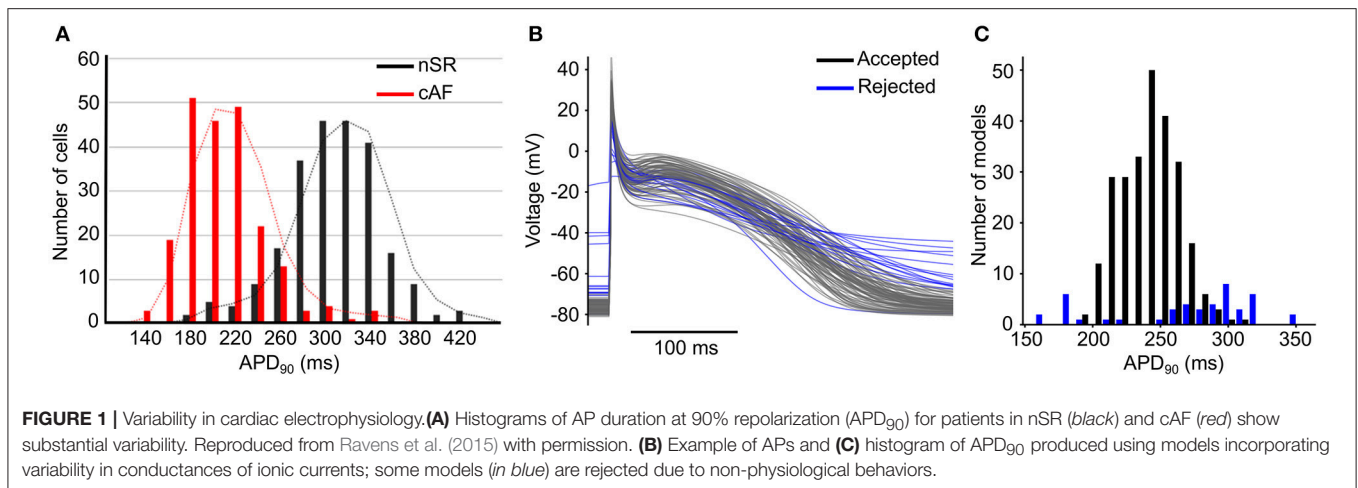 A
60
50
40
30
20
10
0
Number of cells
nSR
cAF
140 180 220 260 300 340 380 420
APD90 (ms)
B
40
20
0
-20
-40
-60
-80
Voltage (mV)
Accepted
Rejected
100 ms
C
50
40
30
20
10
0
Number of models
150 200 250 300 350
APD90 (ms)
FIGURE 1 | Variability in cardiac electrophysiology.(A) Histograms of AP duration at 90% repolarization (APD90) for patients in nSR (black) and cAF (red) show
substantial variability. Reproduced from Ravens et al. (2015) with permission. (B) Example of APs and (C) histogram of APD90 produced using models incorporating
variability in conductances of ionic currents; some models (in blue) are rejected due to non-physiological behaviors.